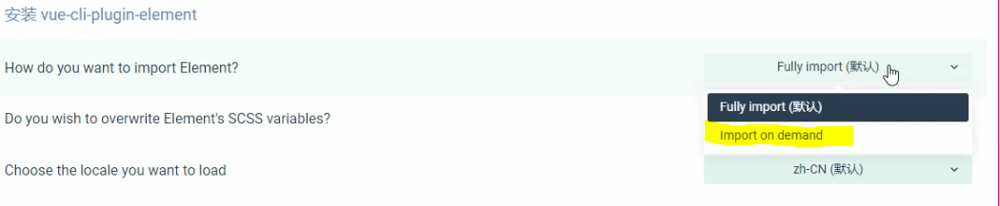 安装 vue-cli-plugin-element
How do you want to import Element?
Fully import (默认)
Fully import (默认)
Import on demand
Do you wish to overwrite Element's SCSS variables?
Choose the locale you want to load
zh-CN (默认)